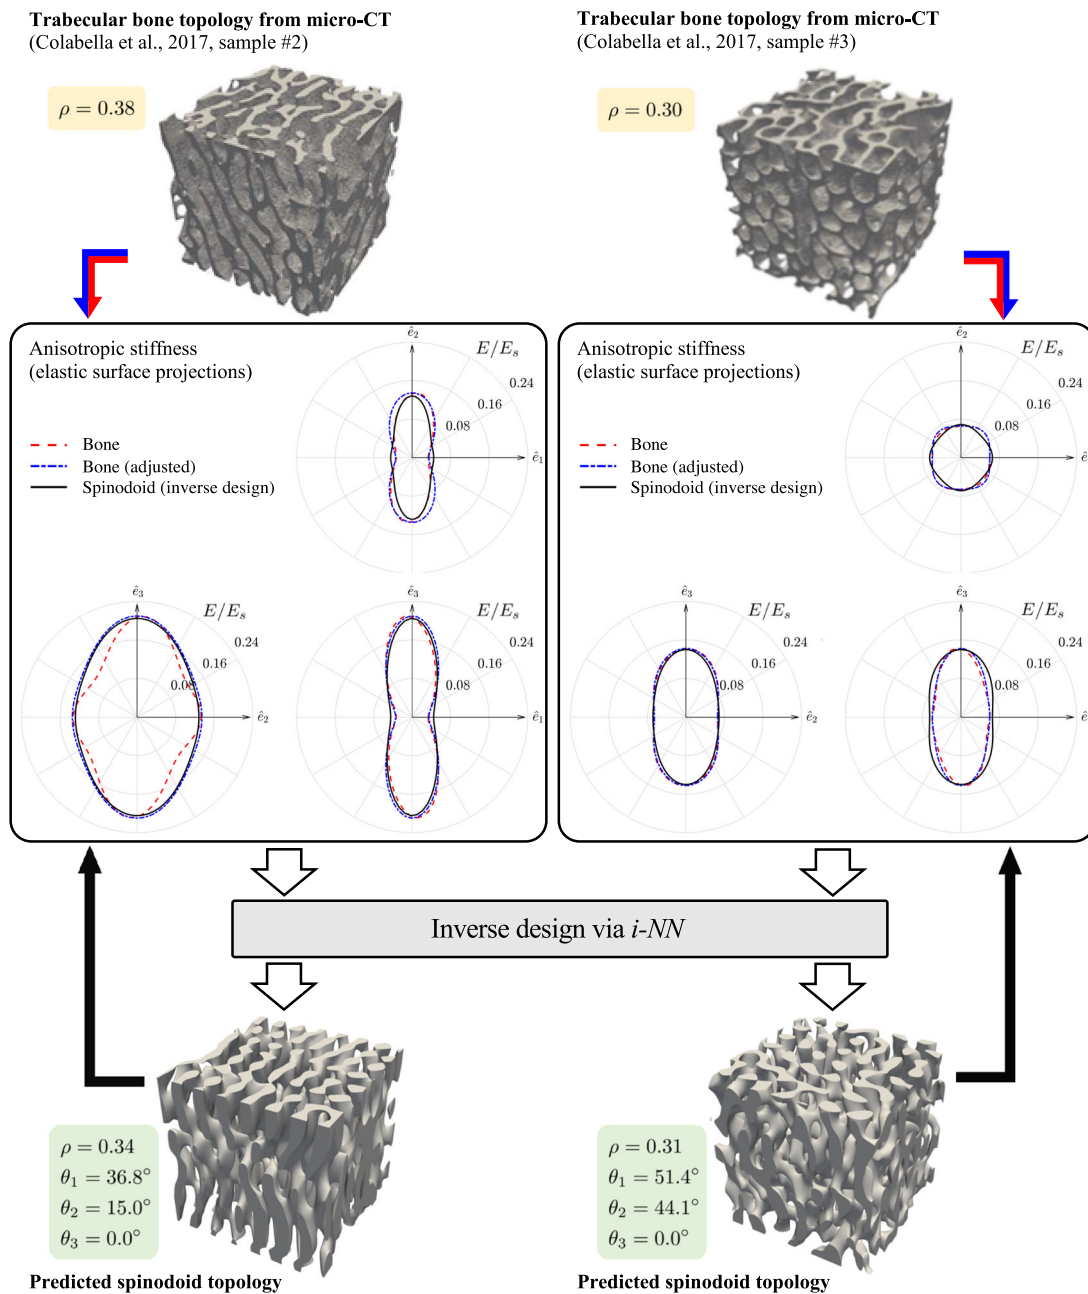 Trabecular bone topology from micro-CT
(Colabella et al., 2017, sample #2)
ρ = 0.38
Trabecular bone topology from micro-CT
(Colabella et al., 2017, sample #3)
ρ = 0.30
Anisotropic stiffness
(elastic surface projections)
Bone
Bone (adjusted)
Spinodoid (inverse design)
ê₂
E/Eₛ
0.24
0.16
0.08
ê₁
ê₃
E/Eₛ
0.24
0.16
0.08
ê₂
ê₃
E/Eₛ
0.24
0.16
0.08
ê₁
Anisotropic stiffness
(elastic surface projections)
Bone
Bone (adjusted)
Spinodoid (inverse design)
ê₂
E/Eₛ
0.24
0.16
0.08
ê
ê₃
E/Eₛ
0.24
0.16
0.08
ê₂
ê₃
E/Eₛ
0.24
0.16
0.08
ê
Inverse design via i-NN
ρ = 0.34
θ₁ = 36.8°
θ₂ = 15.0°
θ₃ = 0.0°
Predicted spinodoid topology
ρ = 0.31
θ₁ = 51.4°
θ₂ = 44.1°
θ₃ = 0.0°
Predicted spinodoid topology